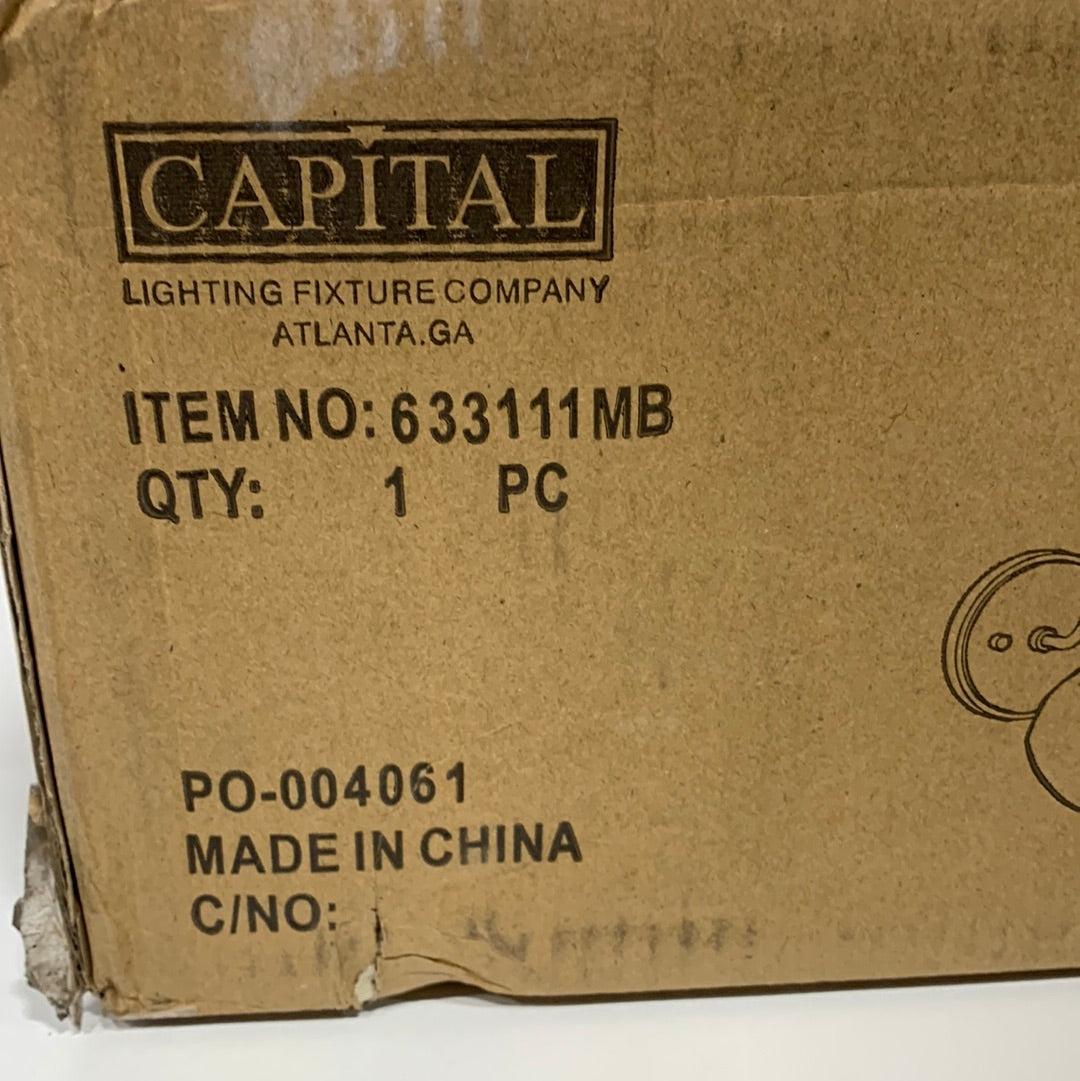 CAPITAL
LIGHTING FIXTURE COMPANY
ATLANTA.GA
ITEM NO: 633111MB
QTY: 1 PC
PO-004061
MADE IN CHINA
C/NO: